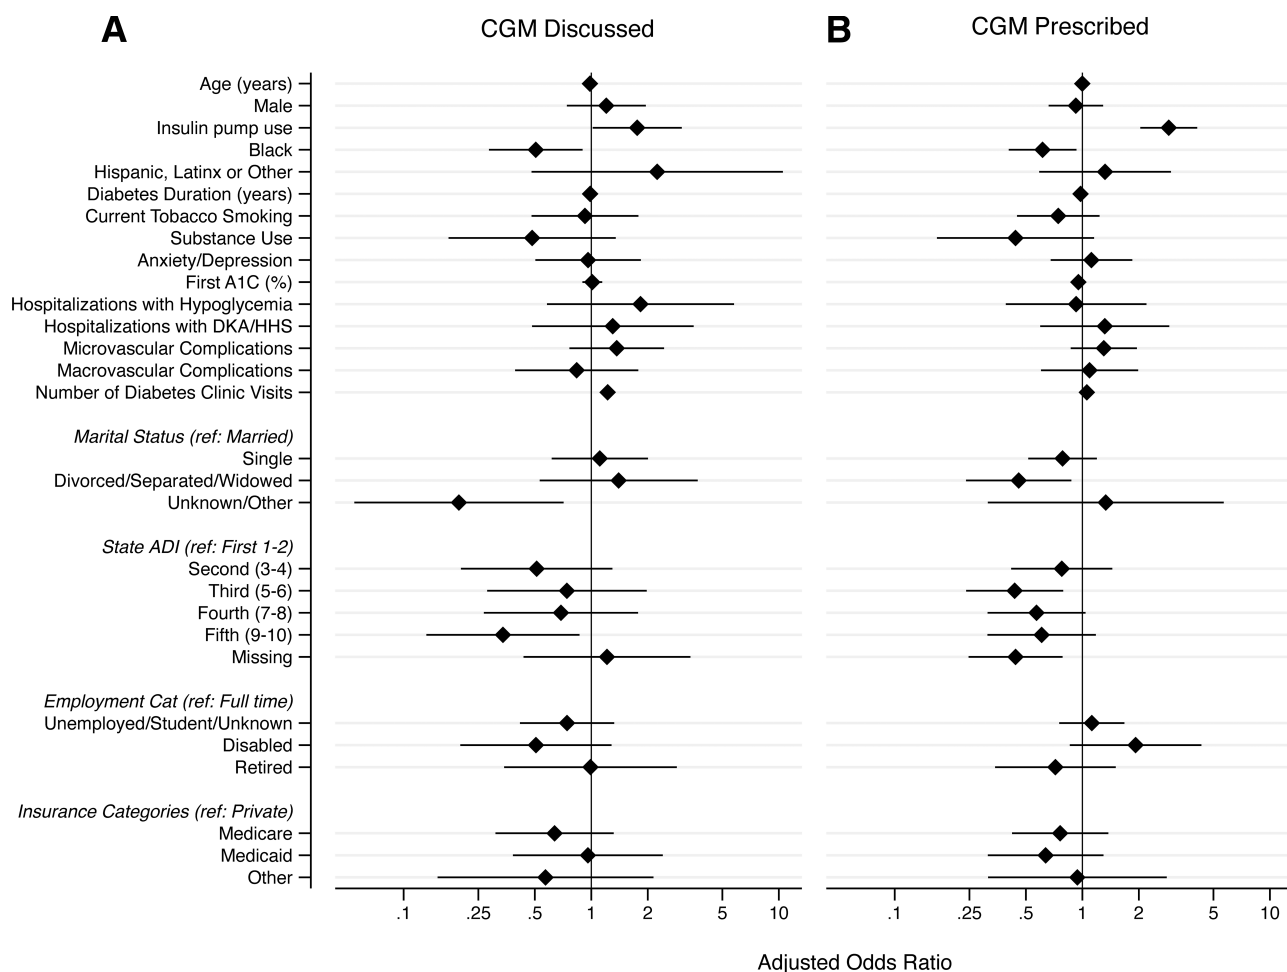 A
CGM Discussed
B
CGM Prescribed
Age (years)
Male
Insulin pump use
Black
Hispanic, Latinx or Other
Diabetes Duration (years)
Current Tobacco Smoking
Substance Use
Anxiety/Depression
First A1C (%)
Hospitalizations with Hypoglycemia
Hospitalizations with DKA/HHS
Microvascular Complications
Macrovascular Complications
Number of Diabetes Clinic Visits
Marital Status (ref: Married)
Single
Divorced/Separated/Widowed
Unknown/Other
State ADI (ref: First 1-2)
Second (3-4)
Third (5-6)
Fourth (7-8)
Fifth (9-10)
Missing
Employment Cat (ref: Full time)
Unemployed/Student/Unknown
Disabled
Retired
Insurance Categories (ref: Private)
Medicare
Medicaid
Other
.1 .25 .5 1 2 5 10
.1 .25 .5 1 2 5 10
Adjusted Odds Ratio